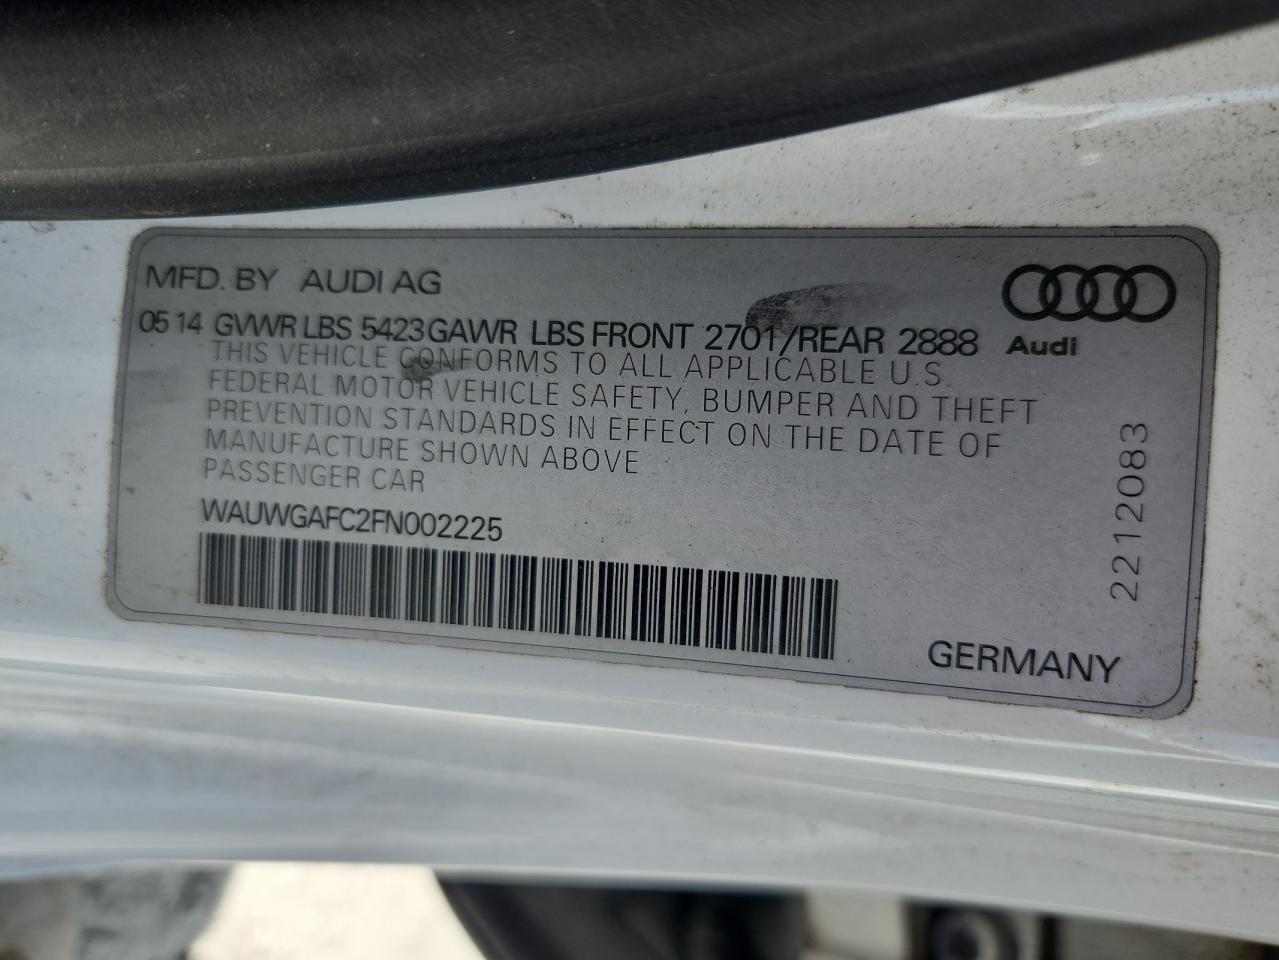 MFD. BY AUDI AG
05 14 GVWR LBS 5423 GAWR LBS FRONT 2701/REAR 2888
Audi
THIS VEHICLE CONFORMS TO ALL APPLICABLE U.S.
FEDERAL MOTOR VEHICLE SAFETY, BUMPER AND THEFT
PREVENTION STANDARDS IN EFFECT ON THE DATE OF
MANUFACTURE SHOWN ABOVE
PASSENGER CAR
WAUWGAFC2FN002225
2212083
GERMANY